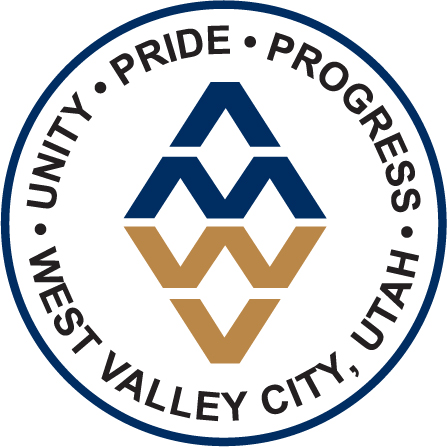 • UNITY • PRIDE • PROGRESS •
WEST VALLEY CITY, UTAH